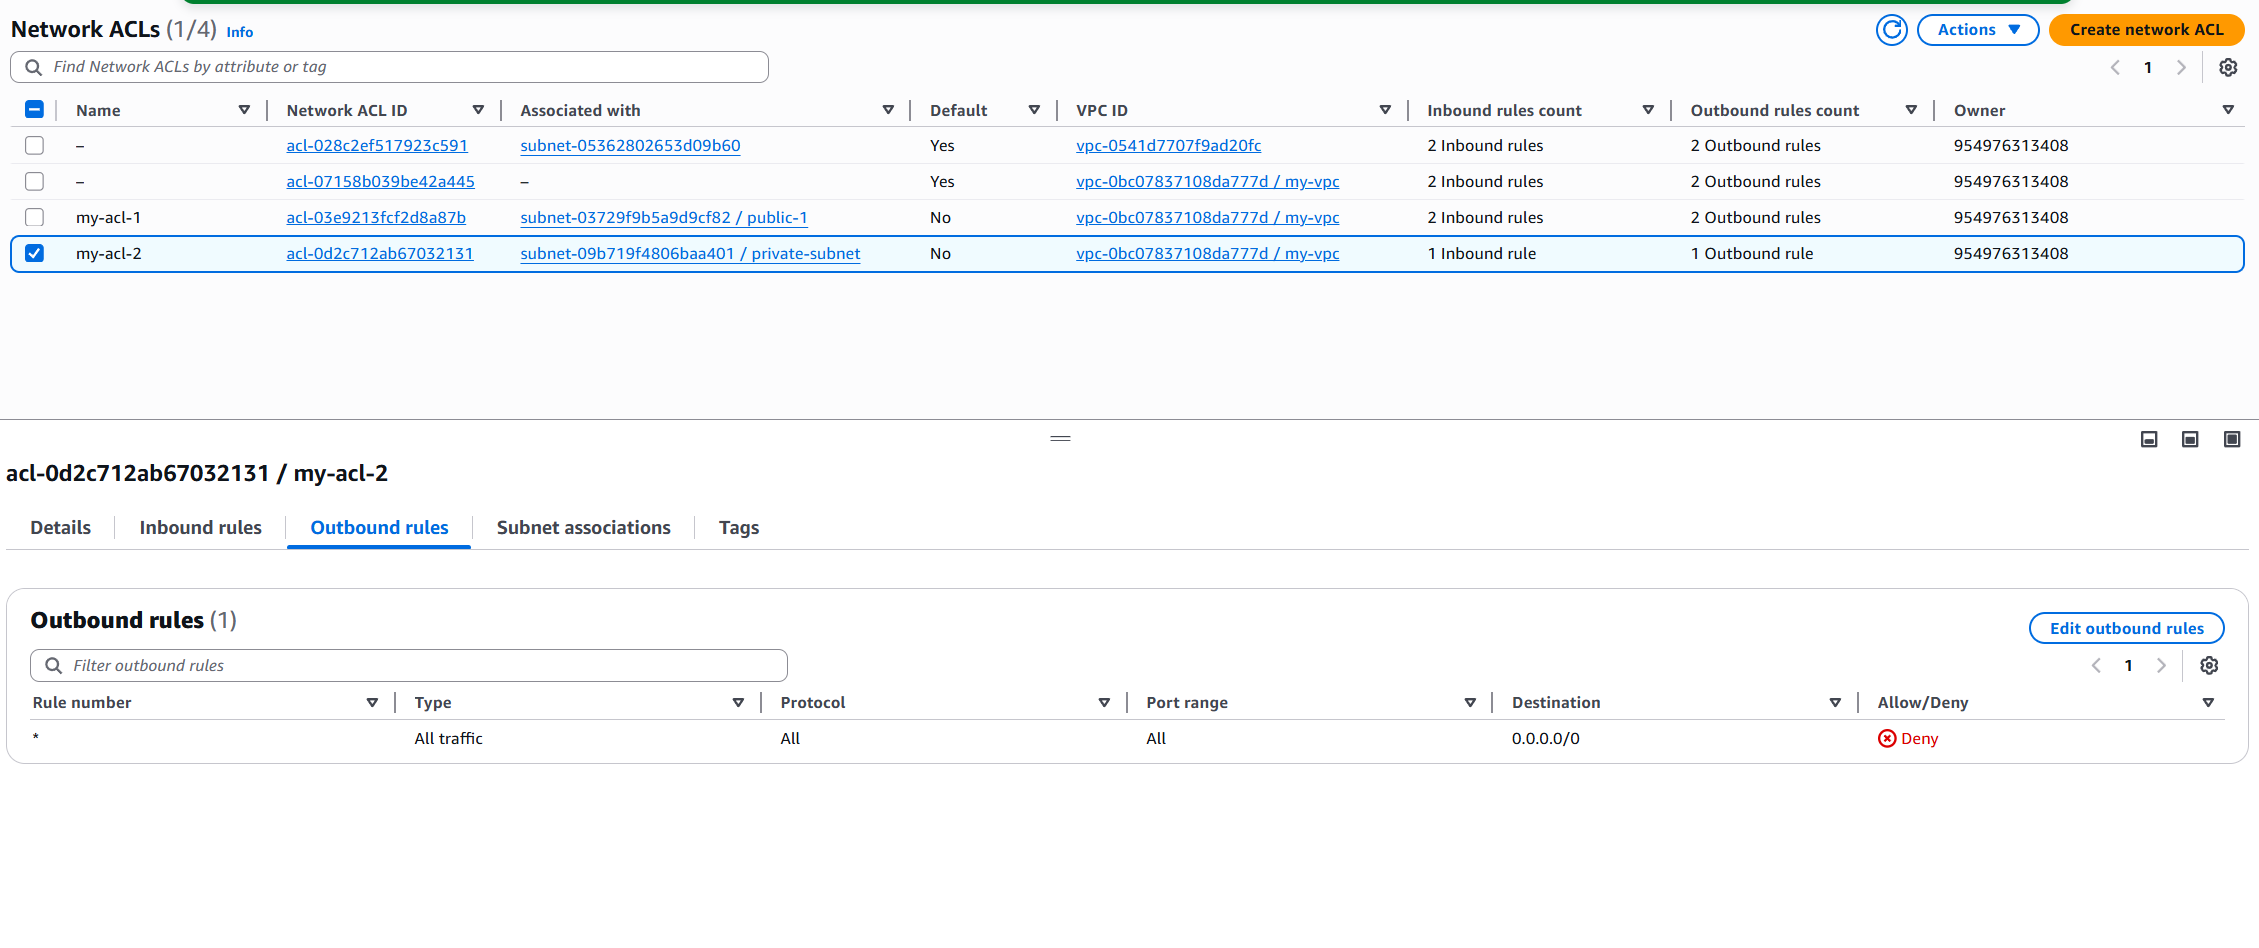 Network ACLs (1/4) Info
Actions
Create network ACL
Find Network ACLs by attribute or tag
1
Name Network ACL ID Associated with Default VPC ID Inbound rules count Outbound rules count Owner
– acl-028c2ef517923c591 subnet-05362802653d09b60 Yes vpc-0541d7707f9ad20fc 2 Inbound rules 2 Outbound rules 954976313408
– acl-07158b039be42a445 – Yes vpc-0bc07837108da777d / my-vpc 2 Inbound rules 2 Outbound rules 954976313408
my-acl-1 acl-03e9213fcf2d8a87b subnet-03729f9b5a9d9cf82 / public-1 No vpc-0bc07837108da777d / my-vpc 2 Inbound rules 2 Outbound rules 954976313408
my-acl-2 acl-0d2c712ab67032131 subnet-09b719f4806baa401 / private-subnet No vpc-0bc07837108da777d / my-vpc 1 Inbound rule 1 Outbound rule 954976313408
acl-0d2c712ab67032131 / my-acl-2
Details Inbound rules Outbound rules Subnet associations Tags
Outbound rules (1)
Edit outbound rules
Filter outbound rules
1
Rule number Type Protocol Port range Destination Allow/Deny
* All traffic All All 0.0.0.0/0 Deny